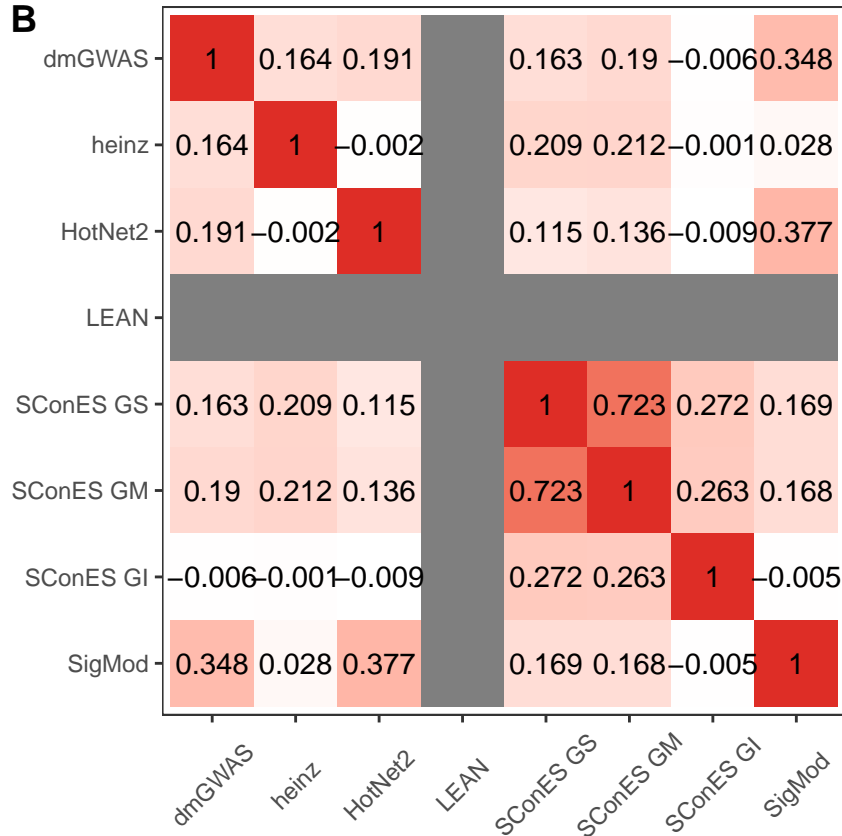 B
dmGWAS 1 0.164 0.191 0.163 0.19 −0.006 0.348
heinz 0.164 1 −0.002 0.209 0.212 −0.001 0.028
HotNet2 0.191 −0.002 1 0.115 0.136 −0.009 0.377
LEAN
SConES GS 0.163 0.209 0.115 1 0.723 0.272 0.169
SConES GM 0.19 0.212 0.136 0.723 1 0.263 0.168
SConES GI −0.006 −0.001 −0.009 0.272 0.263 1 −0.005
SigMod 0.348 0.028 0.377 0.169 0.168 −0.005 1
dmGWAS heinz HotNet2 LEAN SConES GS SConES GM SConES GI SigMod